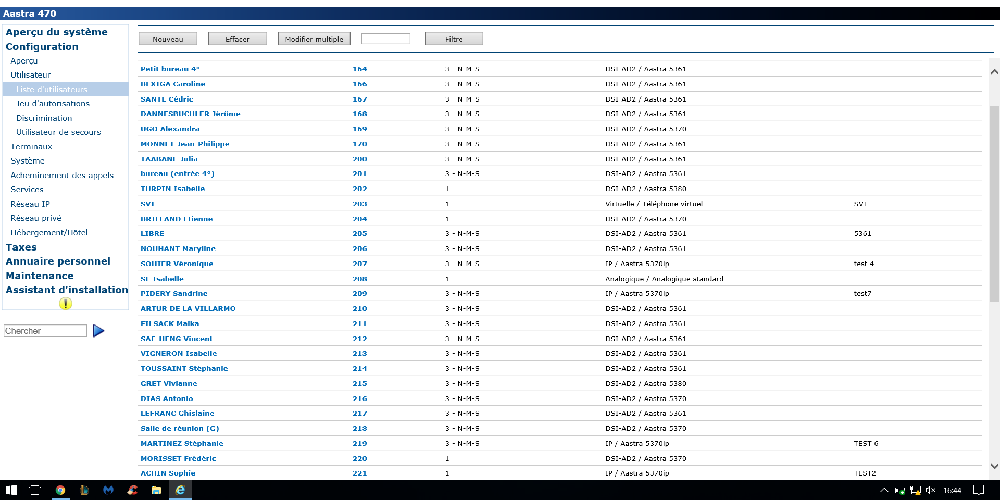 Aastra 470
Aperçu du système
Configuration
Aperçu
Utilisateur
Liste d'utilisateurs
Jeu d'autorisations
Discrimination
Utilisateur de secours
Terminaux
Système
Acheminement des appels
Services
Réseau IP
Réseau privé
Hébergement/Hôtel
Taxes
Annuaire personnel
Maintenance
Assistant d'installation
Chercher
Nouveau Effacer Modifier multiple Filtre
Petit bureau 4° 164 3 - N-M-S DSI-AD2 / Aastra 5361
BEXIGA Caroline 166 3 - N-M-S DSI-AD2 / Aastra 5361
SANTE Cédric 167 3 - N-M-S DSI-AD2 / Aastra 5361
DANNESBUCHLER Jérôme 168 3 - N-M-S DSI-AD2 / Aastra 5361
UGO Alexandra 169 3 - N-M-S DSI-AD2 / Aastra 5370
MONNET Jean-Philippe 170 3 - N-M-S DSI-AD2 / Aastra 5361
TAABANE Julia 200 3 - N-M-S DSI-AD2 / Aastra 5361
bureau (entrée 4°) 201 3 - N-M-S DSI-AD2 / Aastra 5361
TURPIN Isabelle 202 1 DSI-AD2 / Aastra 5380
SVI 203 1 Virtuelle / Téléphone virtuel SVI
BRILLAND Etienne 204 1 DSI-AD2 / Aastra 5370
LIBRE 205 3 - N-M-S DSI-AD2 / Aastra 5361 5361
NOUHANT Maryline 206 3 - N-M-S DSI-AD2 / Aastra 5361
SOHIER Véronique 207 3 - N-M-S IP / Aastra 5370ip test 4
SF Isabelle 208 1 Analogique / Analogique standard
PIDERY Sandrine 209 3 - N-M-S IP / Aastra 5370ip test7
ARTUR DE LA VILLARMO 210 3 - N-M-S DSI-AD2 / Aastra 5361
FILSACK Maika 211 3 - N-M-S DSI-AD2 / Aastra 5361
SAE-HENG Vincent 212 3 - N-M-S DSI-AD2 / Aastra 5361
VIGNERON Isabelle 213 3 - N-M-S DSI-AD2 / Aastra 5361
TOUSSAINT Stéphanie 214 3 - N-M-S DSI-AD2 / Aastra 5361
GRET Vivianne 215 3 - N-M-S DSI-AD2 / Aastra 5380
DIAS Antonio 216 3 - N-M-S DSI-AD2 / Aastra 5370
LEFRANC Ghislaine 217 3 - N-M-S DSI-AD2 / Aastra 5361
Salle de réunion (G) 218 3 - N-M-S DSI-AD2 / Aastra 5370
MARTINEZ Stéphanie 219 3 - N-M-S IP / Aastra 5370ip TEST 6
MORISSET Frédéric 220 1 DSI-AD2 / Aastra 5370
ACHIN Sophie 221 1 IP / Aastra 5370ip TEST2
16:44